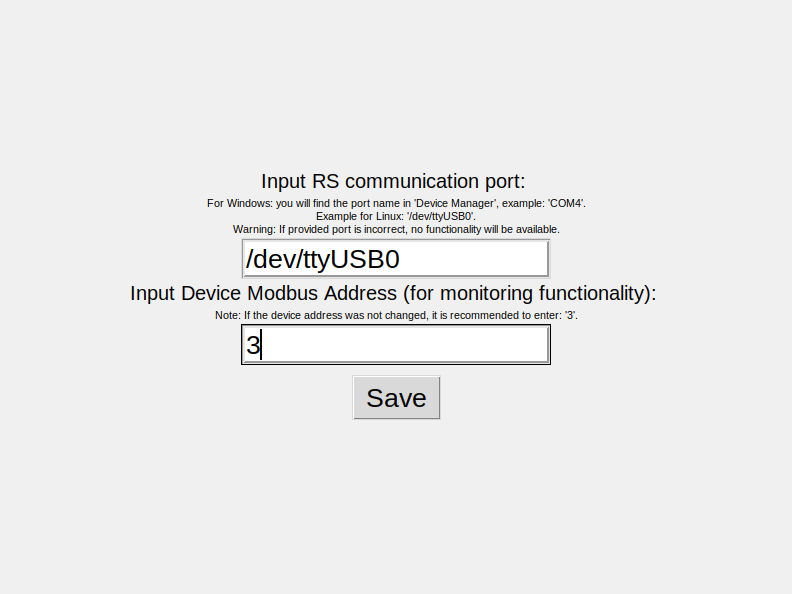 Input RS communication port:
For Windows: you will find the port name in 'Device Manager', example: 'COM4'.
Example for Linux: '/dev/ttyUSB0'.
Warning: If provided port is incorrect, no functionality will be available.
/dev/ttyUSB0
Input Device Modbus Address (for monitoring functionality):
Note: If the device address was not changed, it is recommended to enter: '3'.
3
Save